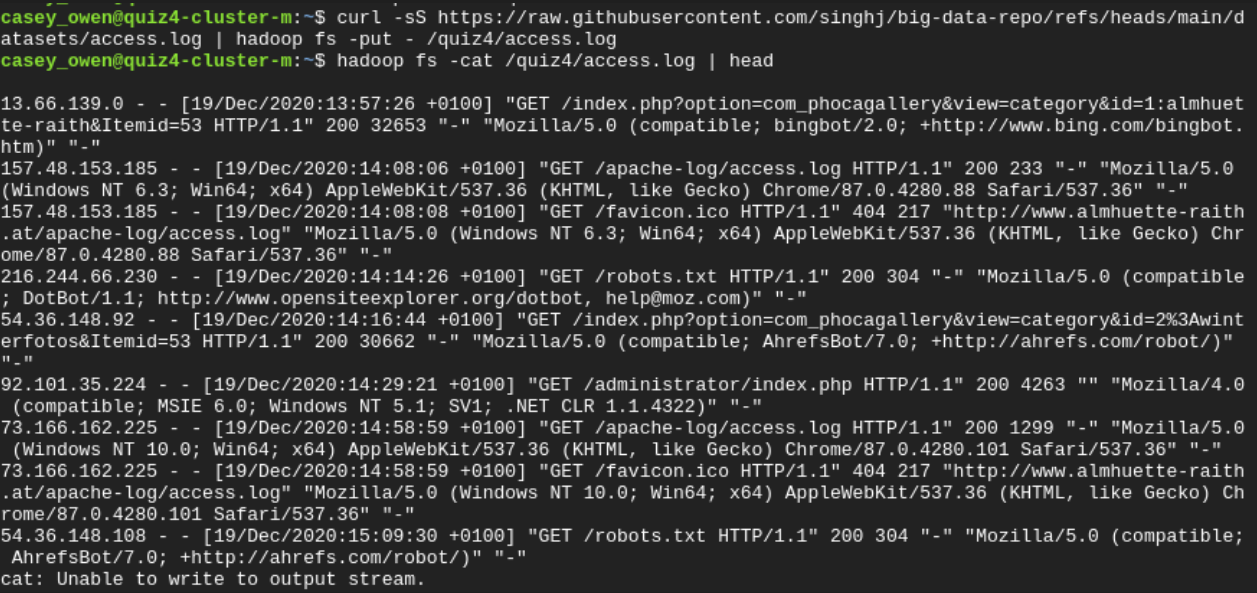 casey_owen@quiz4-cluster-m:~$ curl -sS https://raw.githubusercontent.com/singhj/big-data-repo/refs/heads/main/d
atasets/access.log | hadoop fs -put - /quiz4/access.log
casey_owen@quiz4-cluster-m:~$ hadoop fs -cat /quiz4/access.log | head
13.66.139.0 - - [19/Dec/2020:13:57:26 +0100] "GET /index.php?option=com_phocagallery&view=category&id=1:almhuet
te-raith&Itemid=53 HTTP/1.1" 200 32653 "-" "Mozilla/5.0 (compatible; bingbot/2.0; +http://www.bing.com/bingbot.
htm)" "-"
157.48.153.185 - - [19/Dec/2020:14:08:06 +0100] "GET /apache-log/access.log HTTP/1.1" 200 233 "-" "Mozilla/5.0
(Windows NT 6.3; Win64; x64) AppleWebKit/537.36 (KHTML, like Gecko) Chrome/87.0.4280.88 Safari/537.36" "-"
157.48.153.185 - - [19/Dec/2020:14:08:08 +0100] "GET /favicon.ico HTTP/1.1" 404 217 "http://www.almhuette-raith
.at/apache-log/access.log" "Mozilla/5.0 (Windows NT 6.3; Win64; x64) AppleWebKit/537.36 (KHTML, like Gecko) Chr
ome/87.0.4280.88 Safari/537.36" "-"
216.244.66.230 - - [19/Dec/2020:14:14:26 +0100] "GET /robots.txt HTTP/1.1" 200 304 "-" "Mozilla/5.0 (compatible
; DotBot/1.1; http://www.opensiteexplorer.org/dotbot, help@moz.com)" "-"
54.36.148.92 - - [19/Dec/2020:14:16:44 +0100] "GET /index.php?option=com_phocagallery&view=category&id=2%3Awint
erfotos&Itemid=53 HTTP/1.1" 200 30662 "-" "Mozilla/5.0 (compatible; AhrefsBot/7.0; +http://ahrefs.com/robot/)"
"-"
92.101.35.224 - - [19/Dec/2020:14:29:21 +0100] "GET /administrator/index.php HTTP/1.1" 200 4263 "" "Mozilla/4.0
 (compatible; MSIE 6.0; Windows NT 5.1; SV1; .NET CLR 1.1.4322)" "-"
73.166.162.225 - - [19/Dec/2020:14:58:59 +0100] "GET /apache-log/access.log HTTP/1.1" 200 1299 "-" "Mozilla/5.0
 (Windows NT 10.0; Win64; x64) AppleWebKit/537.36 (KHTML, like Gecko) Chrome/87.0.4280.101 Safari/537.36" "-"
73.166.162.225 - - [19/Dec/2020:14:58:59 +0100] "GET /favicon.ico HTTP/1.1" 404 217 "http://www.almhuette-raith
.at/apache-log/access.log" "Mozilla/5.0 (Windows NT 10.0; Win64; x64) AppleWebKit/537.36 (KHTML, like Gecko) Ch
rome/87.0.4280.101 Safari/537.36" "-"
54.36.148.108 - - [19/Dec/2020:15:09:30 +0100] "GET /robots.txt HTTP/1.1" 200 304 "-" "Mozilla/5.0 (compatible;
 AhrefsBot/7.0; +http://ahrefs.com/robot/)" "-"
cat: Unable to write to output stream.